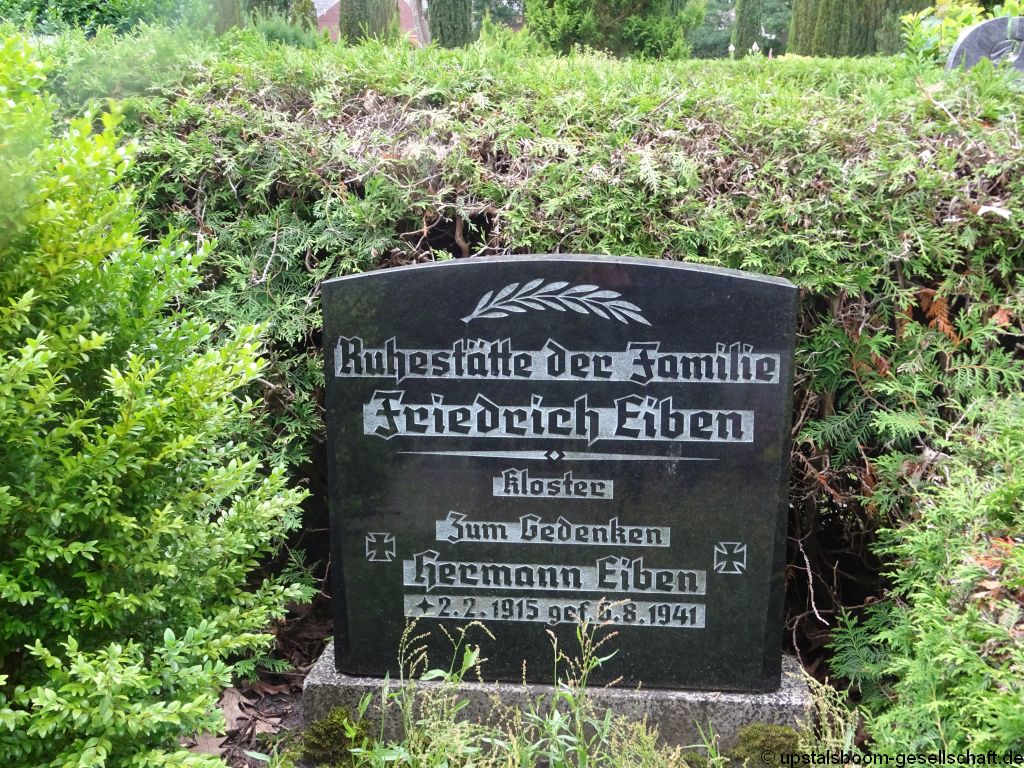 Ruhestätte der Familie
Friedrich Eiben
Kloster
Zum Gedenken
Hermann Eiben
2.2.1915 gef. 6.8.1941
© upstalsboom-gesellschaft.de